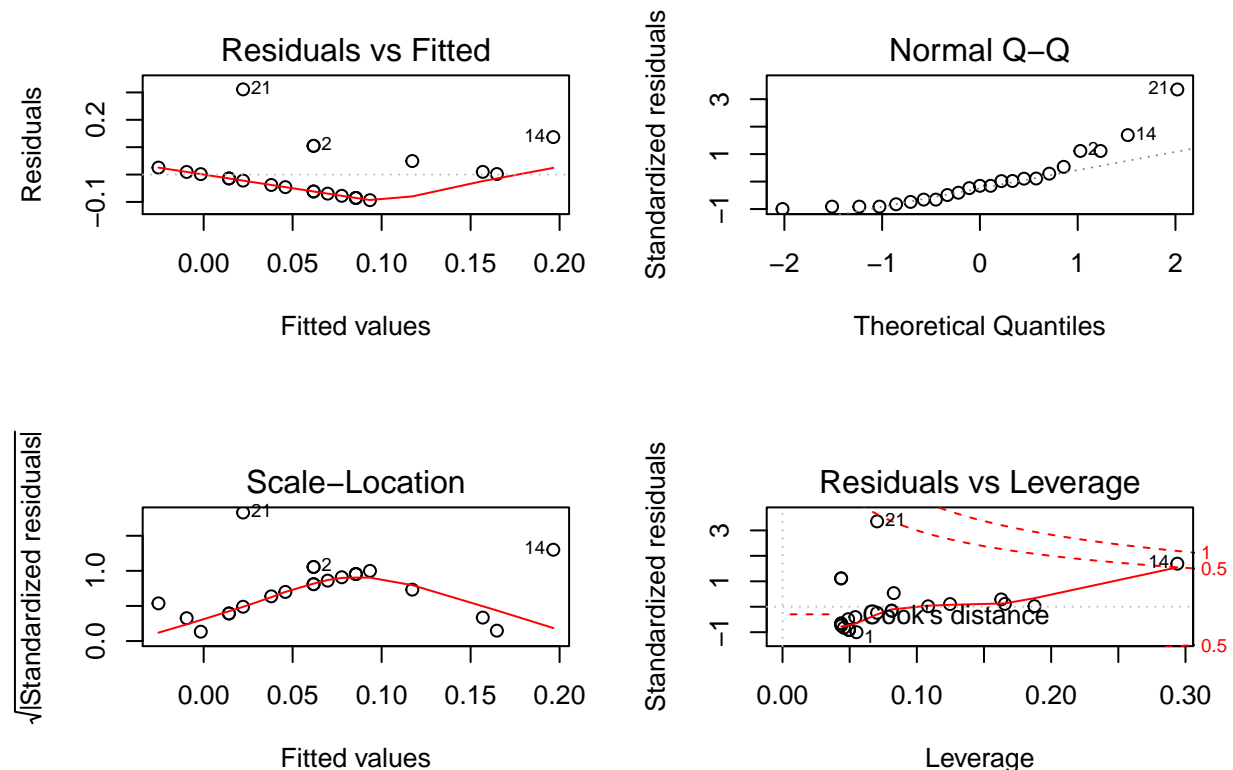 Residuals vs Fitted
Residuals
0.2
−0.1
21
2
14
0.00 0.05 0.10 0.15 0.20
Fitted values
Normal Q−Q
Standardized residuals
3
1
−1
21
14
2
−2 −1 0 1 2
Theoretical Quantiles
Scale−Location
√|Standardized residuals|
1.0
0.0
21
2
14
0.00 0.05 0.10 0.15 0.20
Fitted values
Residuals vs Leverage
Standardized residuals
3
1
−1
21
14
1
Cook's distance
1
0.5
0.5
0.00 0.10 0.20 0.30
Leverage